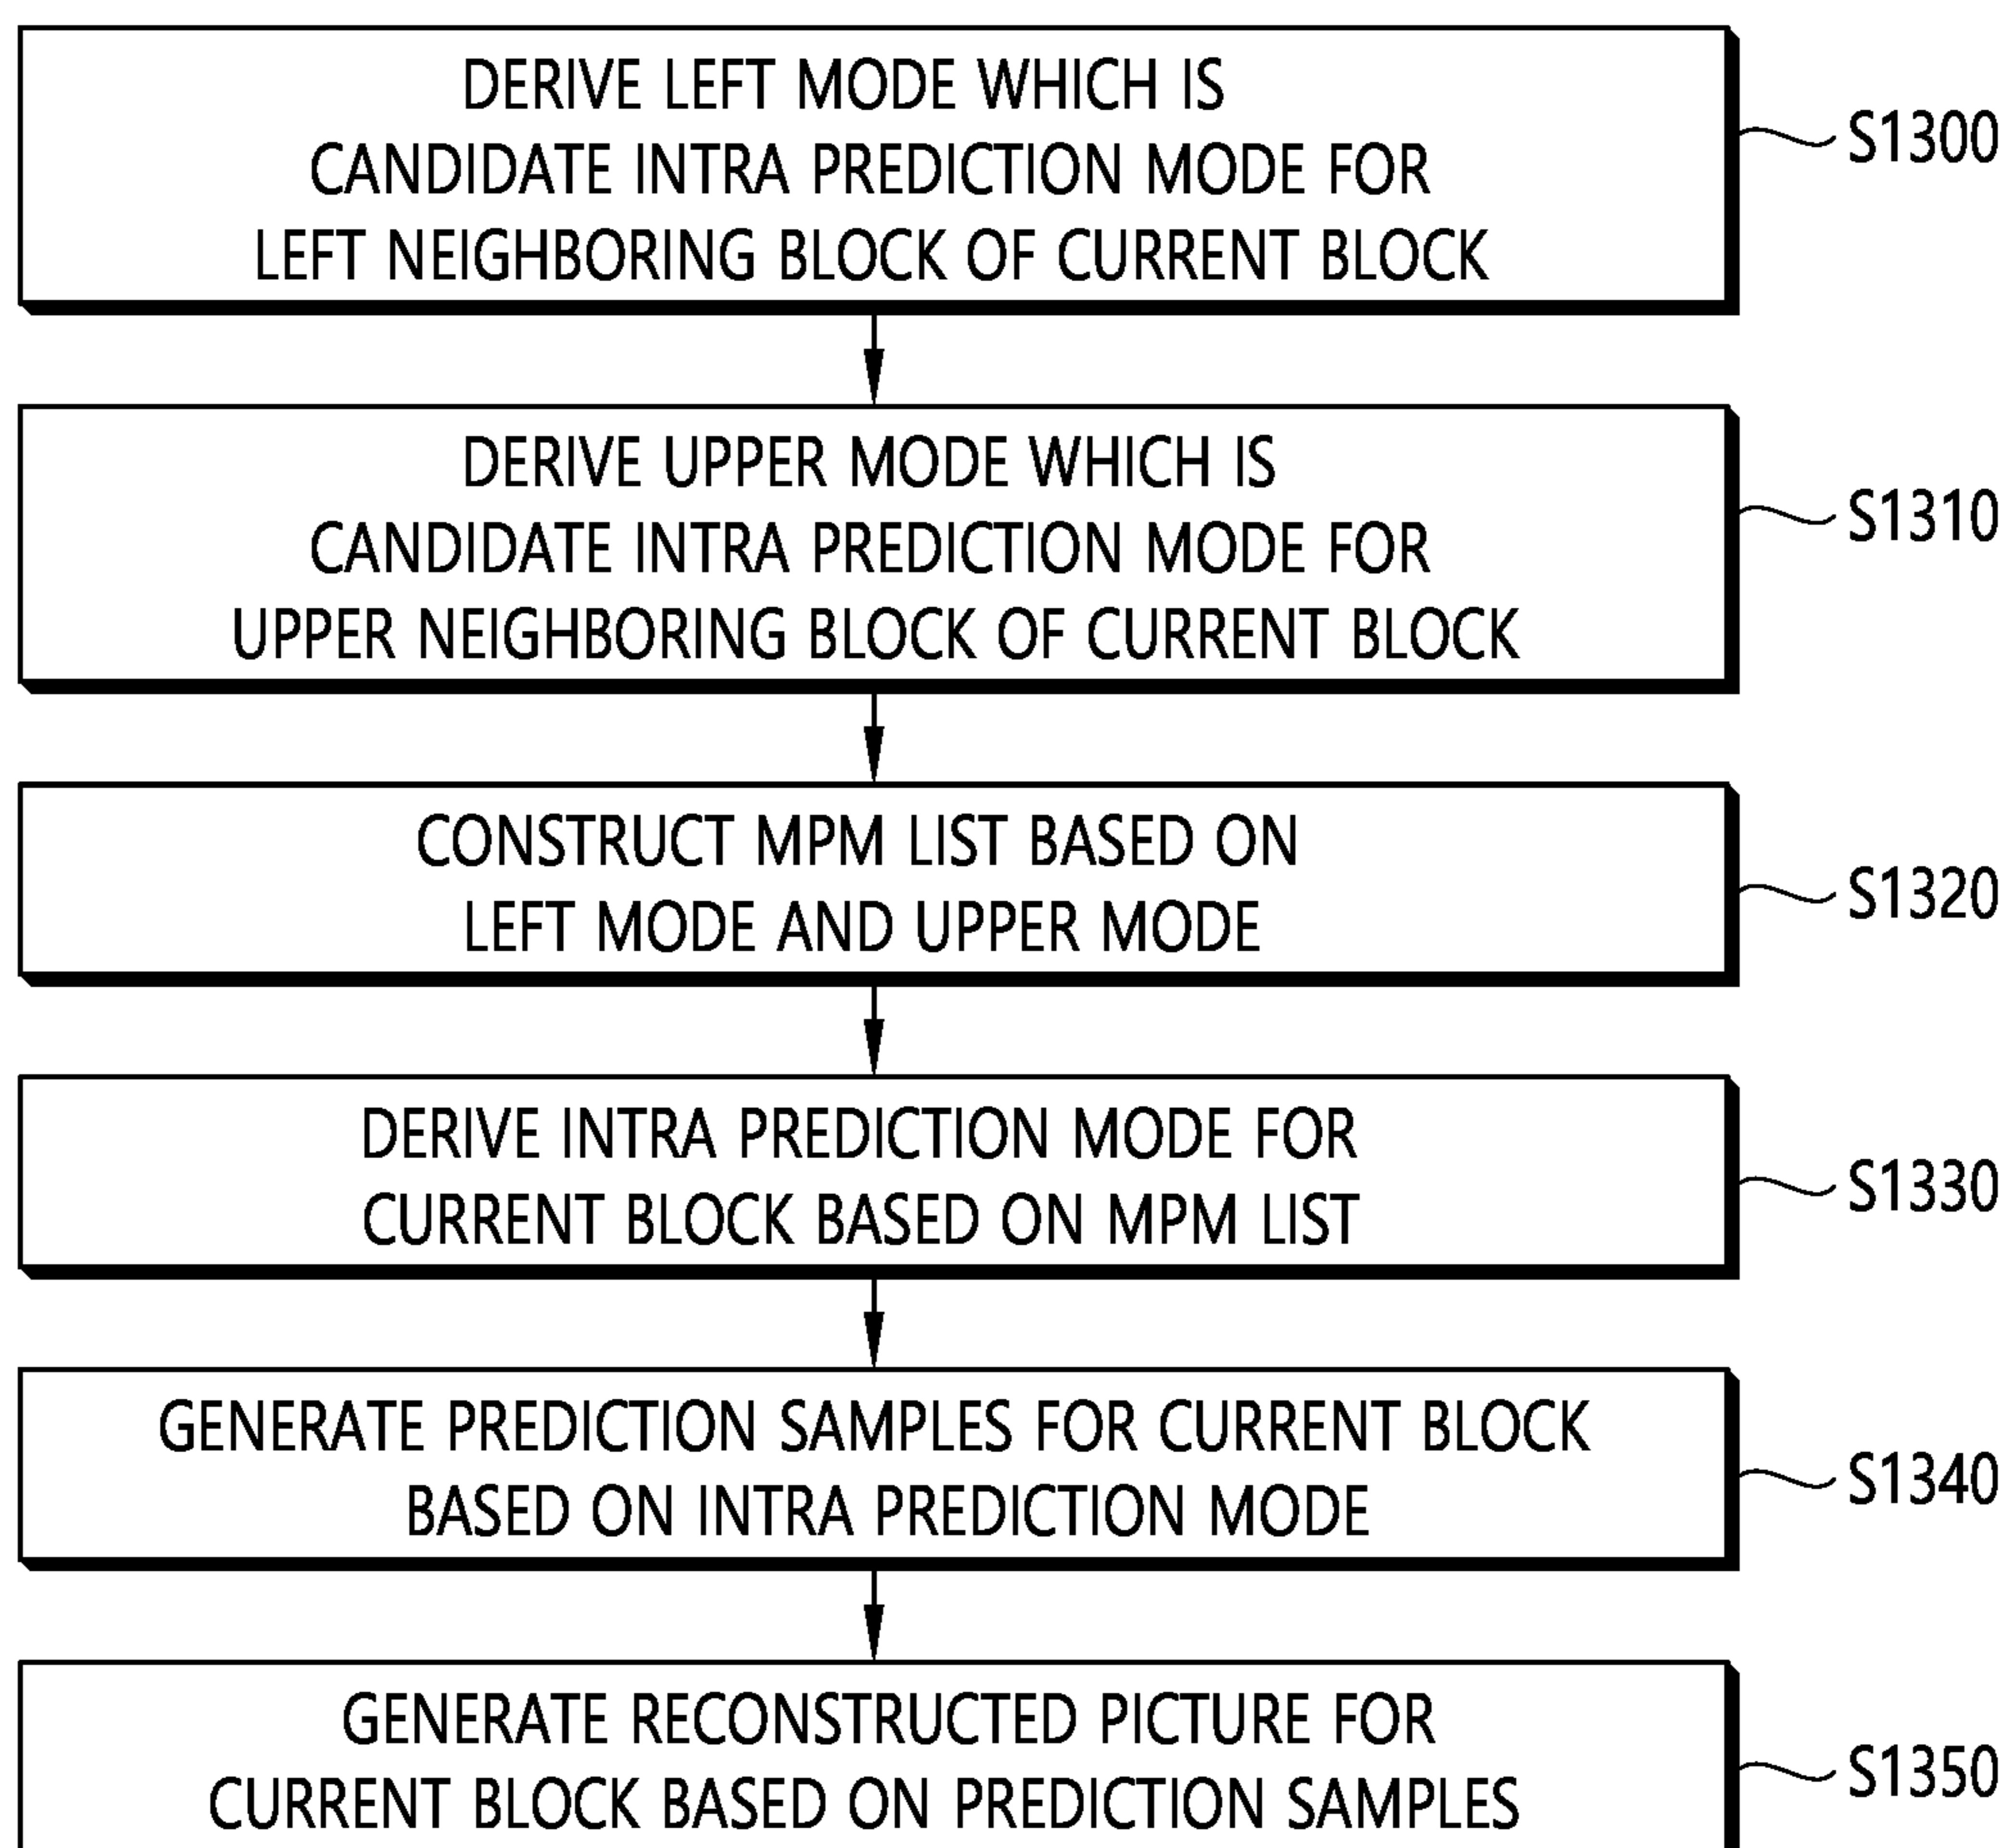 DERIVE LEFT MODE WHICH IS
CANDIDATE INTRA PREDICTION MODE FOR
LEFT NEIGHBORING BLOCK OF CURRENT BLOCK
S1300
DERIVE UPPER MODE WHICH IS
CANDIDATE INTRA PREDICTION MODE FOR
UPPER NEIGHBORING BLOCK OF CURRENT BLOCK
S1310
CONSTRUCT MPM LIST BASED ON
LEFT MODE AND UPPER MODE
S1320
DERIVE INTRA PREDICTION MODE FOR
CURRENT BLOCK BASED ON MPM LIST
S1330
GENERATE PREDICTION SAMPLES FOR CURRENT BLOCK
BASED ON INTRA PREDICTION MODE
S1340
GENERATE RECONSTRUCTED PICTURE FOR
CURRENT BLOCK BASED ON PREDICTION SAMPLES
S1350